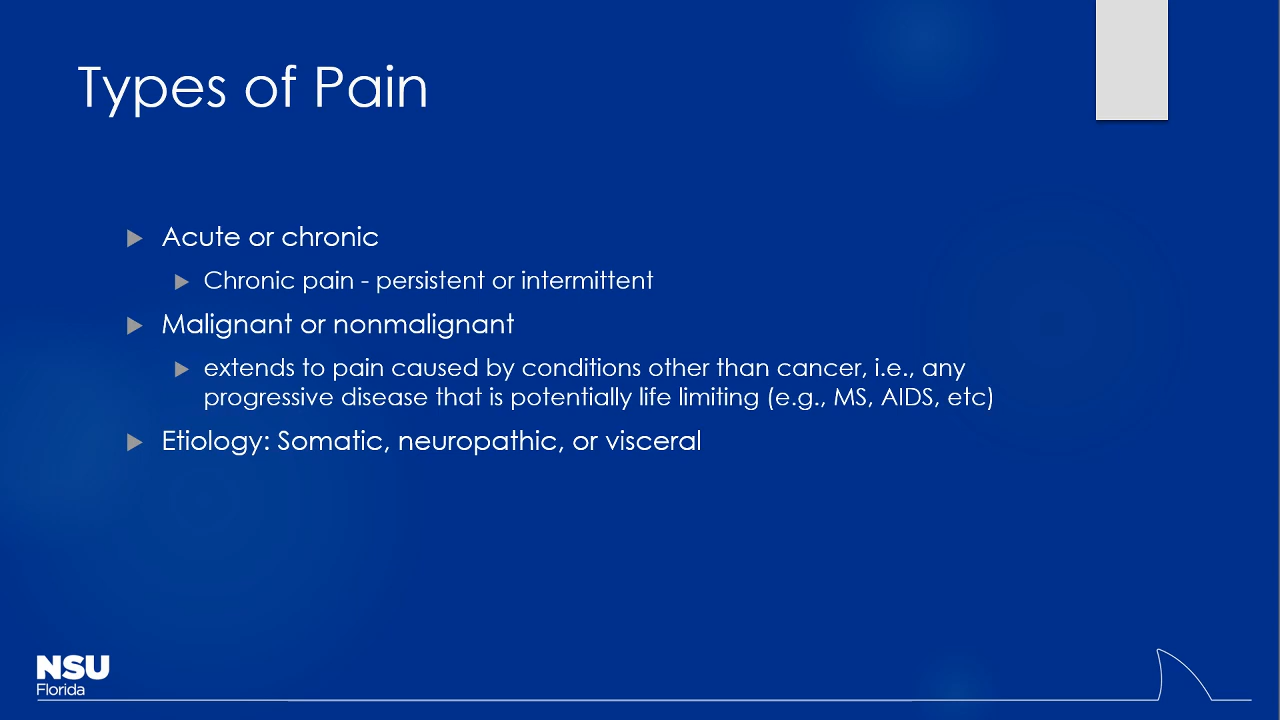 Types of Pain
Acute or chronic
Chronic pain - persistent or intermittent
Malignant or nonmalignant
extends to pain caused by conditions other than cancer, i.e., any
progressive disease that is potentially life limiting (e.g., MS, AIDS, etc)
Etiology: Somatic, neuropathic, or visceral
NSU
Florida